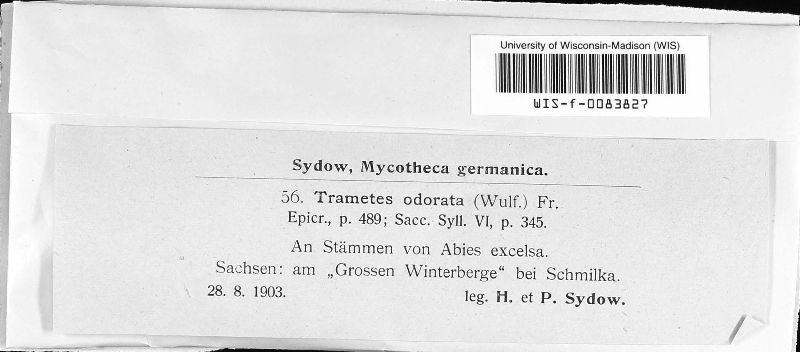 University of Wisconsin-Madison (WIS)
WIS-f-0083827
Sydow, Mycotheca germanica.
56. Trametes odorata (Wulf.) Fr.
Epicr., p. 489; Sacc. Syll. VI, p. 345.
An Stämmen von Abies excelsa.
Sachsen: am „Grossen Winterberge“ bei Schmilka.
28. 8. 1903. leg. H. et P. Sydow.